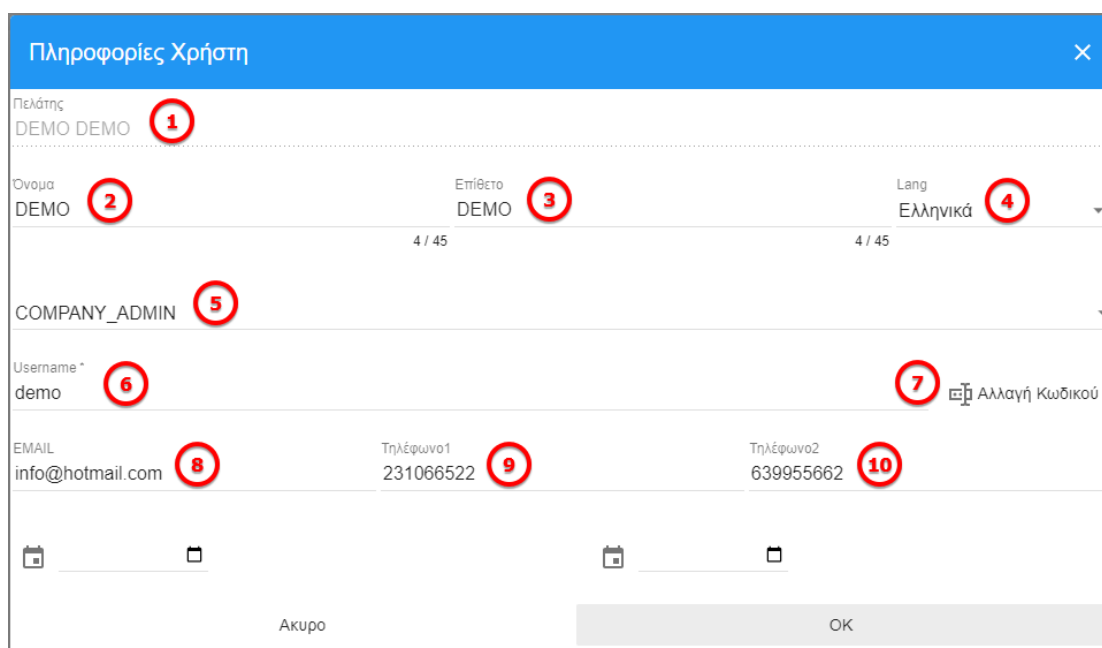 Πληροφορίες Χρήστη
Πελάτης
DEMO DEMO 1
Όνομα Επίθετο Lang
DEMO 2 DEMO 3 Ελληνικά 4
4 / 45 4 / 45
COMPANY_ADMIN 5
Username *
demo 6 7 Αλλαγή Κωδικού
EMAIL Τηλέφωνο1 Τηλέφωνο2
info@hotmail.com 8 231066522 9 639955662 10
Ακυρο OK